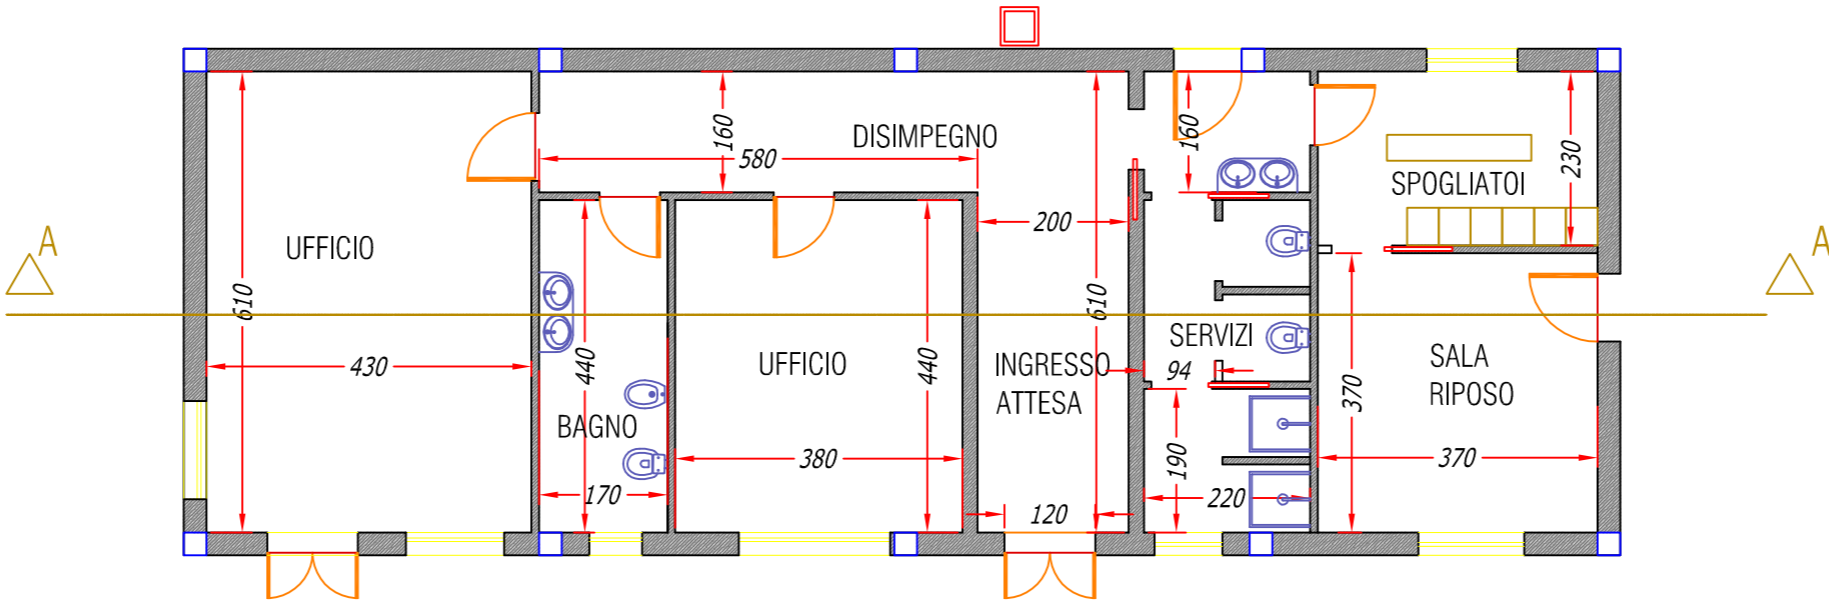 DISIMPEGNO
160
580
160
230
SPOGLIATOI
A
A
UFFICIO
200
610
610
SERVIZI
430
440
UFFICIO
440
INGRESSO
ATTESA
94
370
SALA
RIPOSO
BAGNO
380
190
370
170
120
220